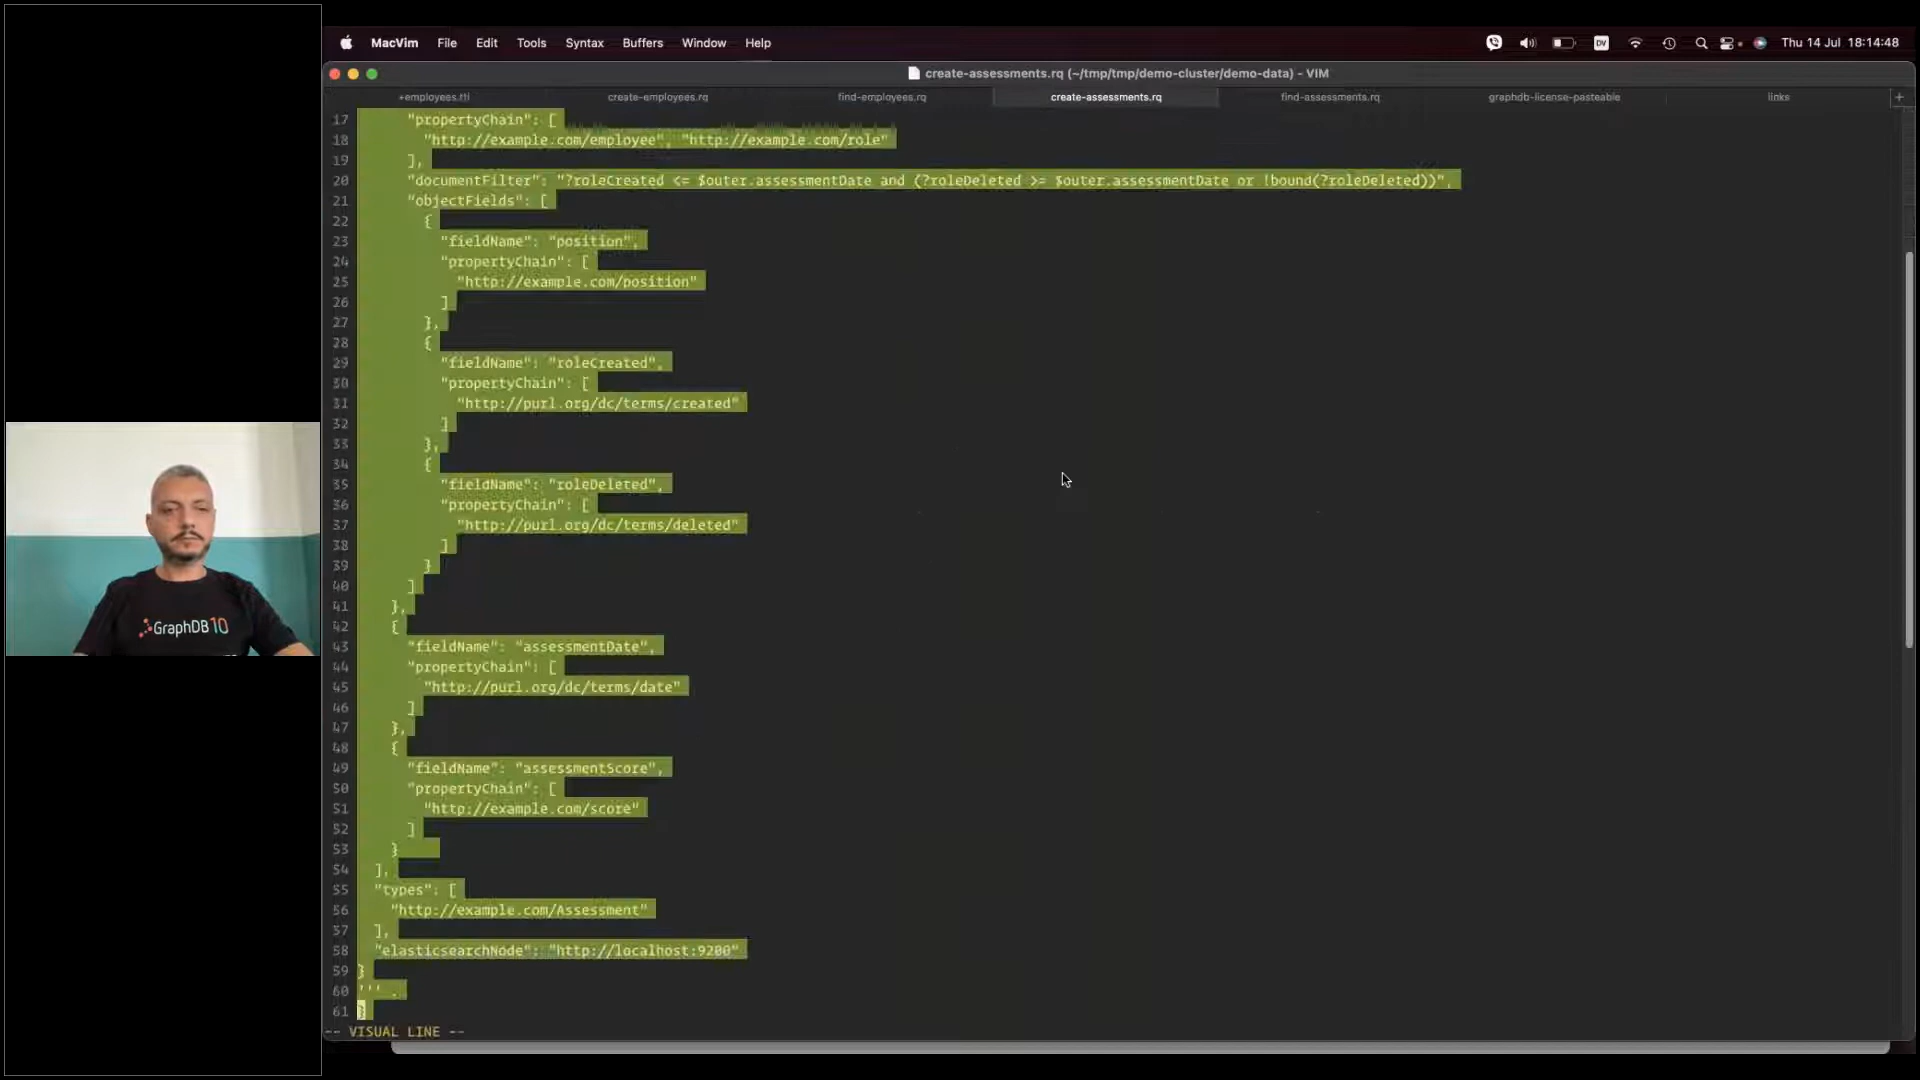 MacVim File Edit Tools Syntax Buffers Window Help
DV
Thu 14 Jul 18:14:48
create-assessments.rq (~/tmp/tmp/demo-cluster/demo-data) - VIM
+employees.ttl create-employees.rq find-employees.rq create-assessments.rq find-assessments.rq graphdb-license-pasteable links +
17 "propertyChain": [
18 "http://example.com/employee", "http://example.com/role"
19 ],
20 "documentFilter": "?roleCreated <= $outer.assessmentDate and (?roleDeleted >= $outer.assessmentDate or !bound(?roleDeleted))",
21 "objectFields": [
22 {
23 "fieldName": "position",
24 "propertyChain": [
25 "http://example.com/position"
26 ]
27 },
28 {
29 "fieldName": "roleCreated",
30 "propertyChain": [
31 "http://purl.org/dc/terms/created"
32 ]
33 },
34 {
35 "fieldName": "roleDeleted",
36 "propertyChain": [
37 "http://purl.org/dc/terms/deleted"
38 ]
39 }
40 ]
41 },
42 {
43 "fieldName": "assessmentDate",
44 "propertyChain": [
45 "http://purl.org/dc/terms/date"
46 ]
47 },
48 {
49 "fieldName": "assessmentScore",
50 "propertyChain": [
51 "http://example.com/score"
52 ]
53 }
54 ],
55 "types": [
56 "http://example.com/Assessment"
57 ],
58 "elasticsearchNode": "http://localhost:9200"
59 }
60 ''' .
61 }
-- VISUAL LINE --
GraphDB 10